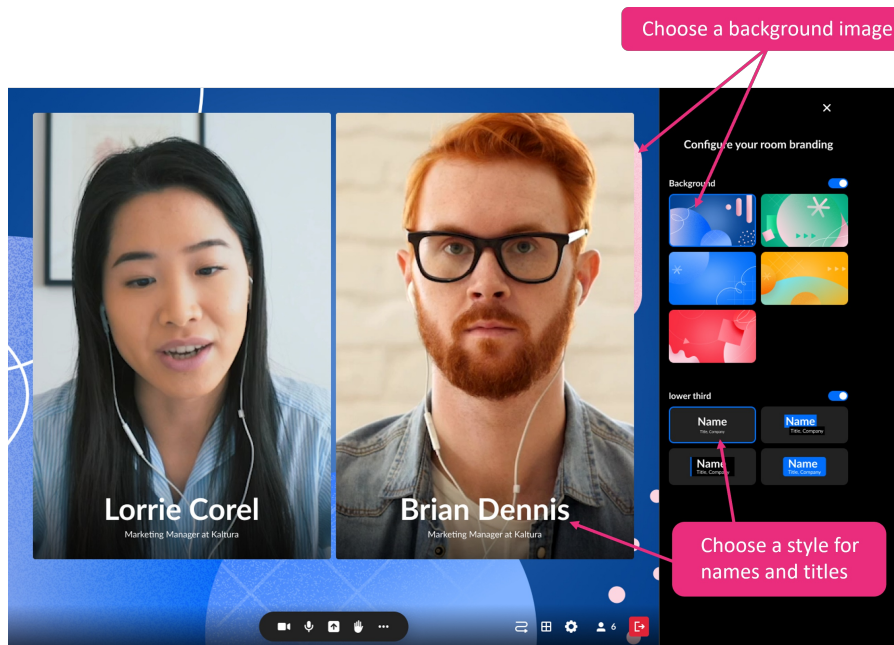 Choose a background image
Configure your room branding
Background
lower third
Name
Title, Company
Name
Title, Company
Name
Title, Company
Name
Title, Company
Lorrie Corel
Marketing Manager at Kaltura
Brian Dennis
Marketing Manager at Kaltura
Choose a style for
names and titles
6